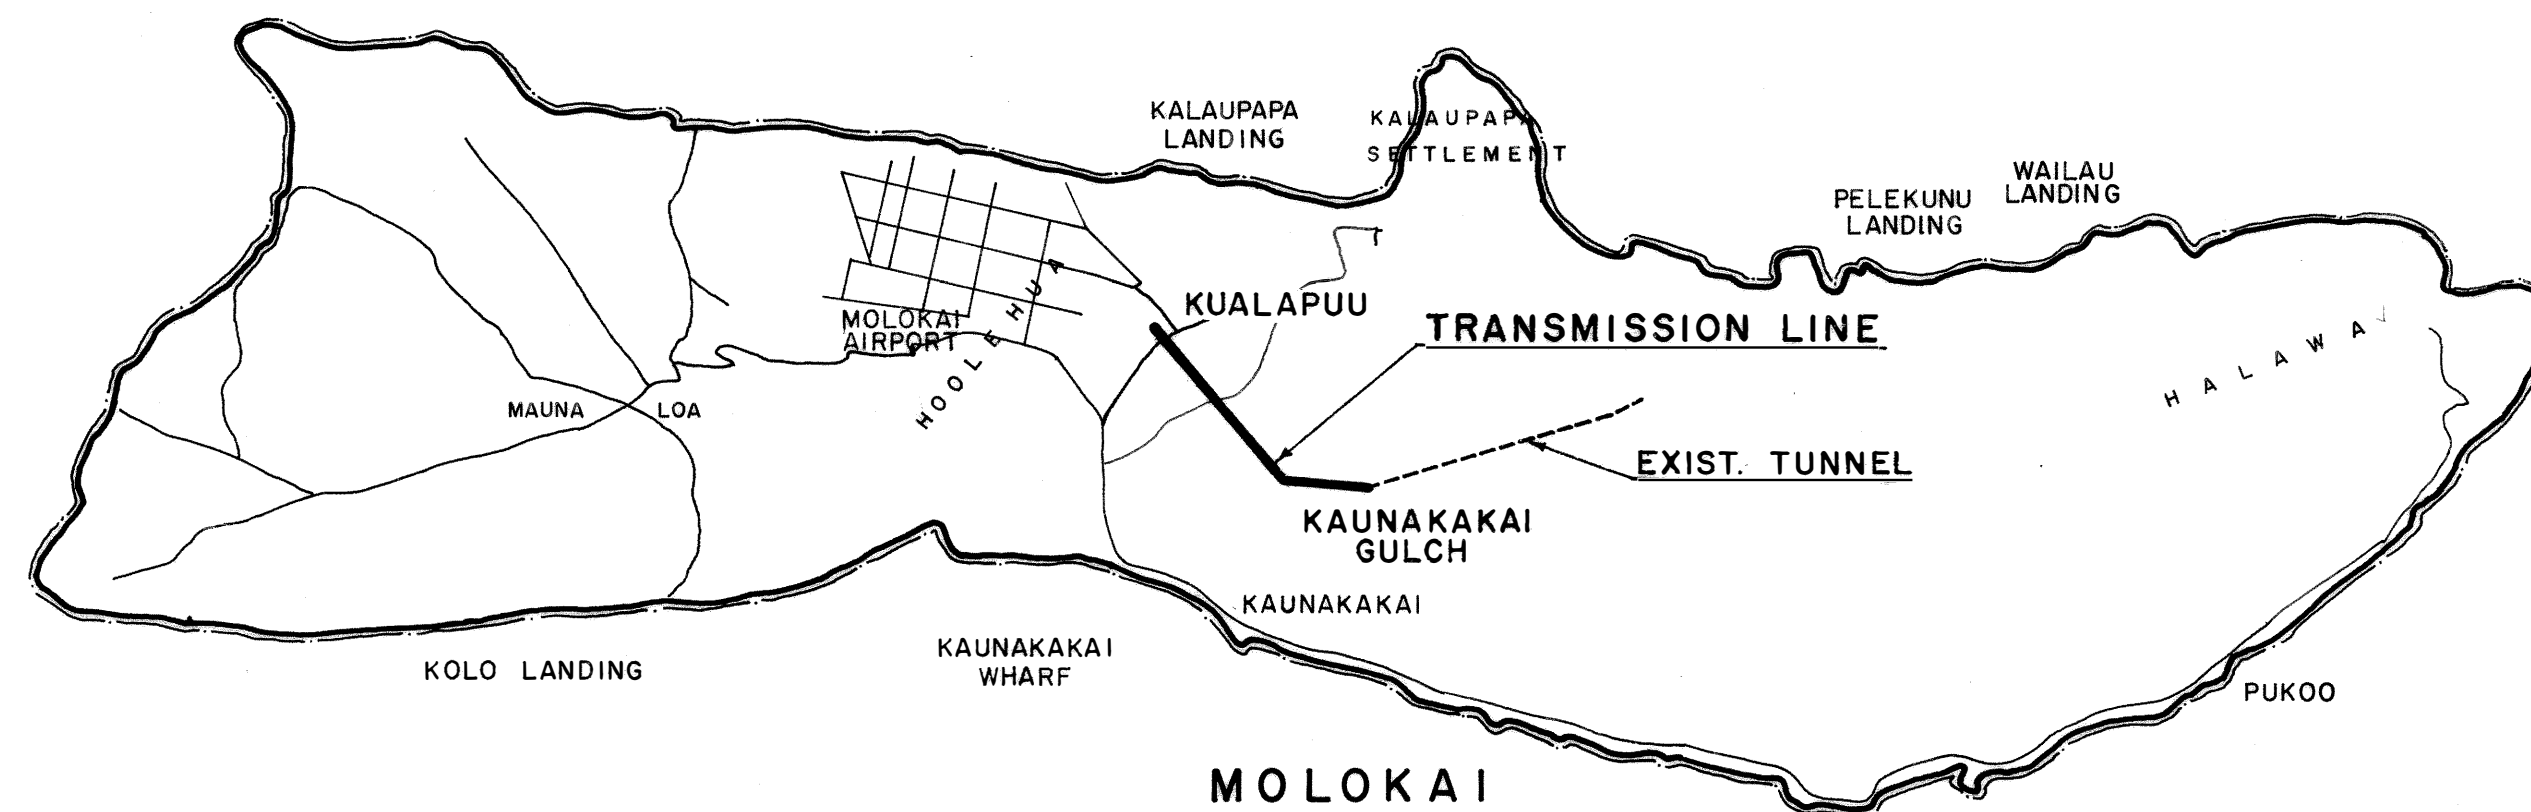 KALAUPAPA
LANDING
KALAUPAPA
SETTLEMENT
WAILAU
LANDING
PELEKUNU
LANDING
KUALAPUU
MOLOKAI
AIRPORT
HOOLEHUA
TRANSMISSION LINE
HALAWA
MAUNA LOA
EXIST. TUNNEL
KAUNAKAKAI
GULCH
KAUNAKAKAI
KAUNAKAKAI
WHARF
KOLO LANDING
PUKOO
MOLOKAI